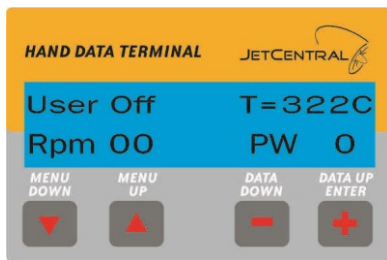 HAND DATA TERMINAL JETCENTRAL
User Off T=322C
Rpm 00 PW 0
MENU DOWN MENU UP DATA DOWN DATA UP ENTER